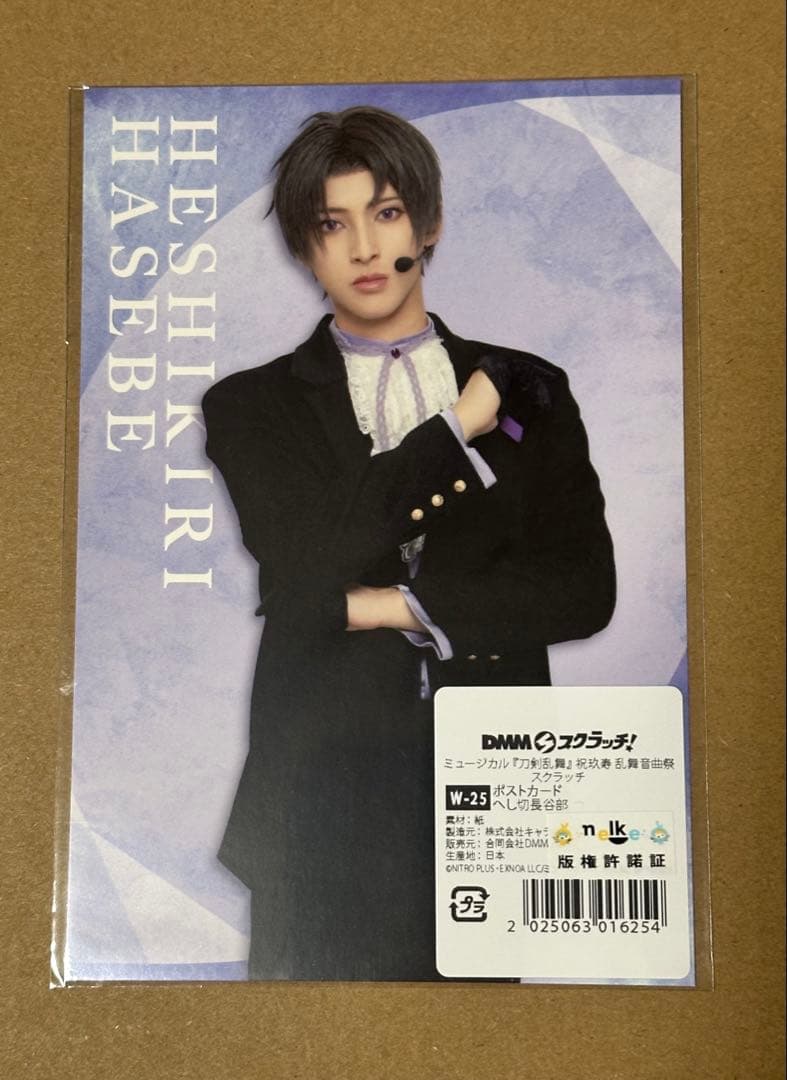 HESHIKIRI
HASEBE
DMM スクラッチ!
ミュージカル『刀剣乱舞』 祝玖寿 乱舞音曲祭
スクラッチ
W-25 ポストカード
へし切長谷部
素材:紙
製造元:株式会社キャラ
販売元:合同会社DMM
生産地:日本
©NITRO PLUS・EXNOA LLC/ミ
nelke
版権許諾証
プラ
2 025063 016254